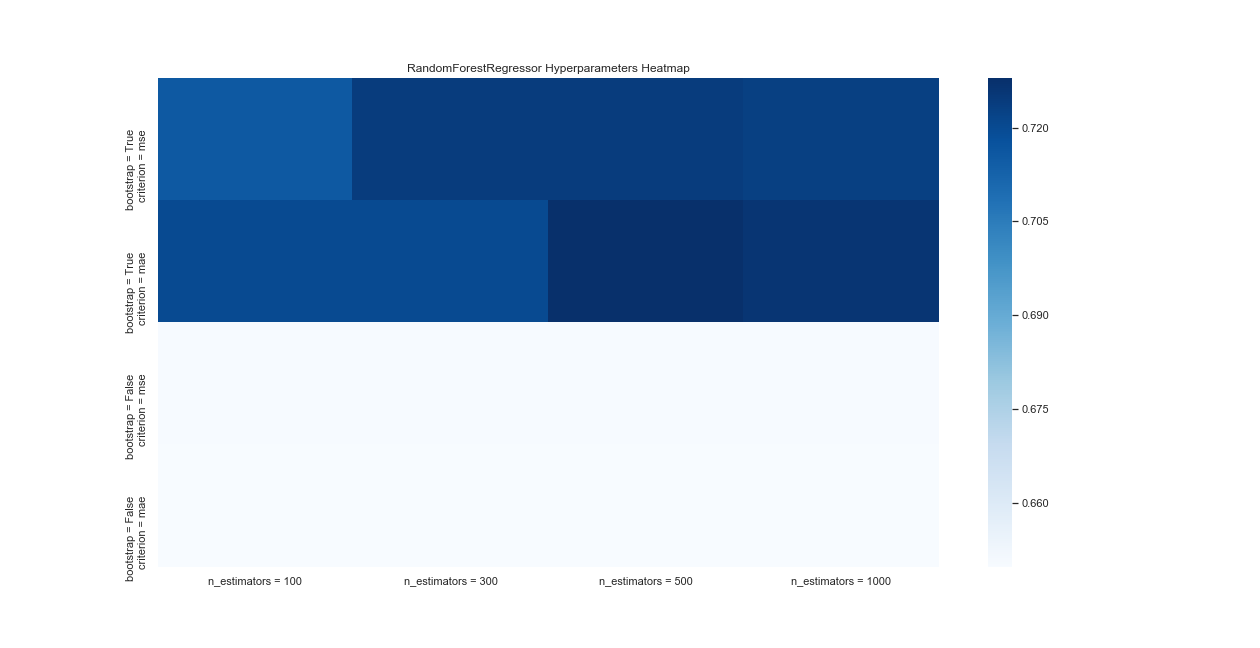 RandomForestRegressor Hyperparameters Heatmap
bootstrap = True
criterion = mse
bootstrap = True
criterion = mae
bootstrap = False
criterion = mse
bootstrap = False
criterion = mae
n_estimators = 100
n_estimators = 300
n_estimators = 500
n_estimators = 1000
0.720
0.705
0.690
0.675
0.660